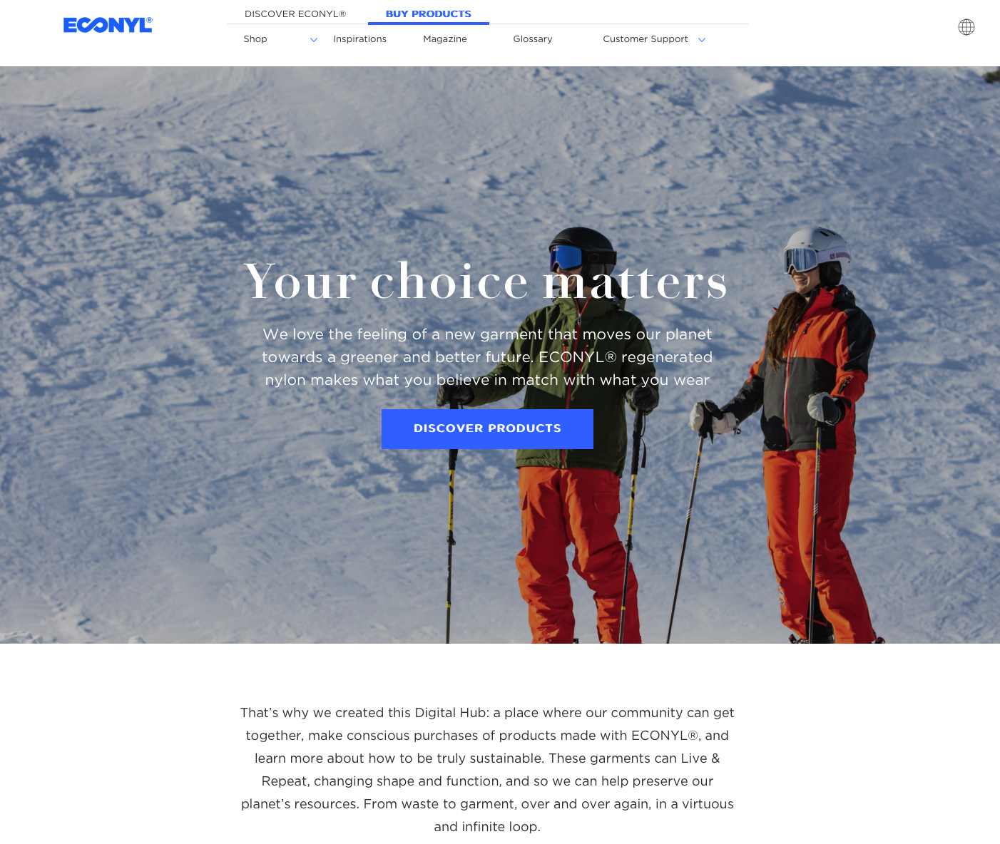 ECONYL®
DISCOVER ECONYL®
BUY PRODUCTS
Shop
Inspirations
Magazine
Glossary
Customer Support
Your choice matters
We love the feeling of a new garment that moves our planet
towards a greener and better future. ECONYL® regenerated
nylon makes what you believe in match with what you wear
DISCOVER PRODUCTS
That’s why we created this Digital Hub: a place where our community can get
together, make conscious purchases of products made with ECONYL®, and
learn more about how to be truly sustainable. These garments can Live &
Repeat, changing shape and function, and so we can help preserve our
planet’s resources. From waste to garment, over and over again, in a virtuous
and infinite loop.